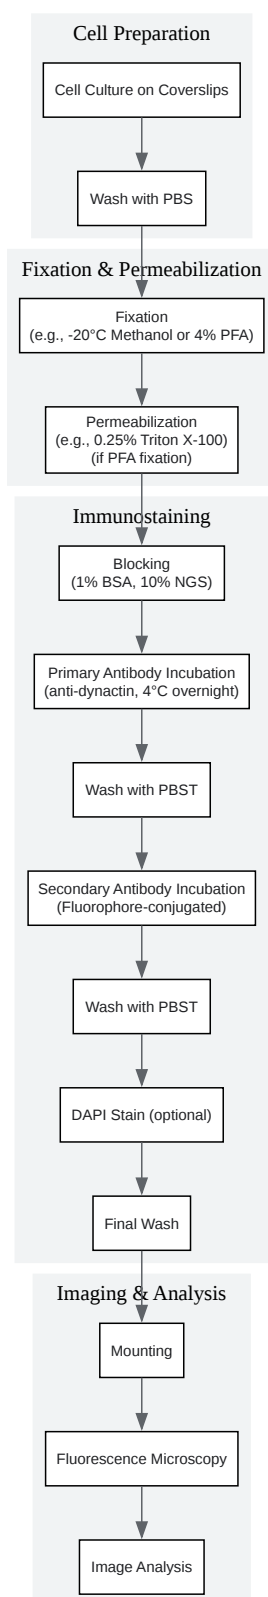 Cell Preparation
Cell Culture on Coverslips
Wash with PBS
Fixation & Permeabilization
Fixation
(e.g., -20°C Methanol or 4% PFA)
Permeabilization
(e.g., 0.25% Triton X-100)
(if PFA fixation)
Immunostaining
Blocking
(1% BSA, 10% NGS)
Primary Antibody Incubation
(anti-dynactin, 4°C overnight)
Wash with PBST
Secondary Antibody Incubation
(Fluorophore-conjugated)
Wash with PBST
DAPI Stain (optional)
Final Wash
Imaging & Analysis
Mounting
Fluorescence Microscopy
Image Analysis